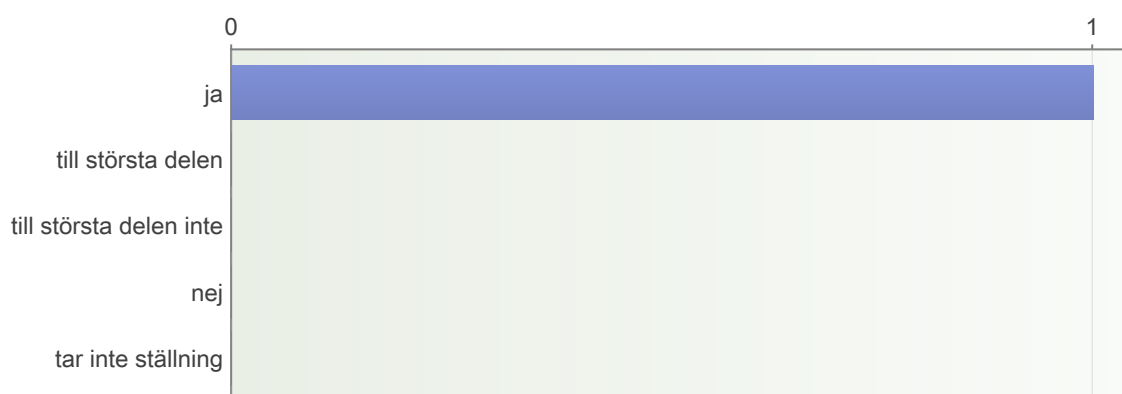 0 1
ja
till största delen
till största delen inte
nej
tar inte ställning